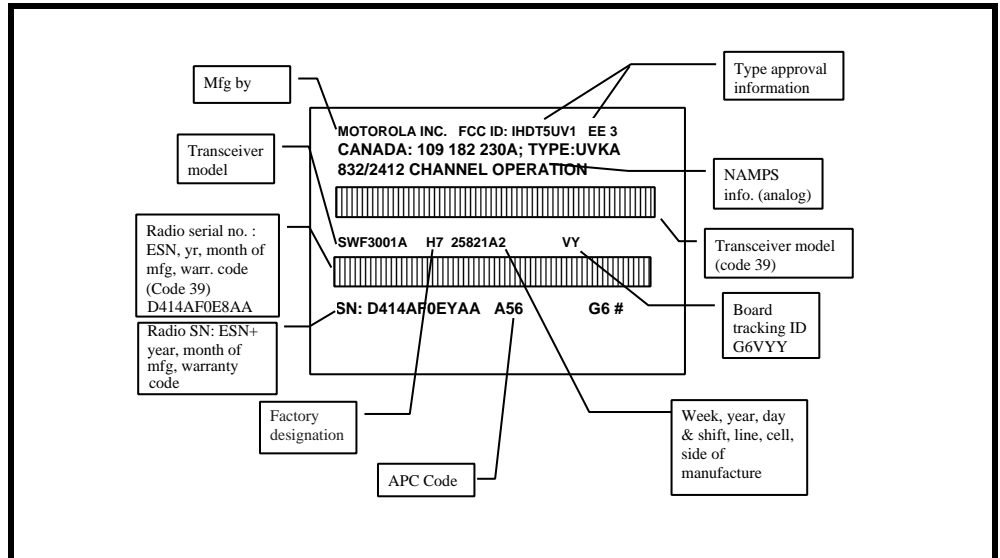 Mfg by
Type approval
information
Transceiver
model
MOTOROLA INC. FCC ID: IHDT5UV1 EE 3
CANADA: 109 182 230A; TYPE:UVKA
832/2412 CHANNEL OPERATION
NAMPS
info. (analog)
Radio serial no. :
ESN, yr, month of
mfg, warr. code
(Code 39)
D414AF0E8AA
SWF3001A H7 25821A2 VY
Transceiver model
(code 39)
SN: D414AF0EYAA A56 G6 #
Radio SN: ESN+
year, month of
mfg, warranty
code
Board
tracking ID
G6VYY
Factory
designation
Week, year, day
& shift, line, cell,
side of
manufacture
APC Code